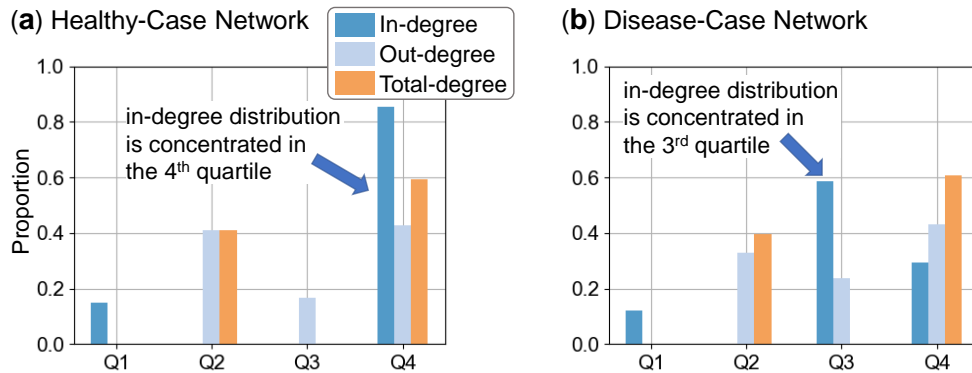 (a) Healthy-Case Network
In-degree
Out-degree
Total-degree
Proportion
1.0
0.8
0.6
0.4
0.2
0.0
in-degree distribution
is concentrated in
the 4th quartile
Q1
Q2
Q3
Q4
(b) Disease-Case Network
1.0
0.8
0.6
0.4
0.2
0.0
in-degree distribution
is concentrated in
the 3rd quartile
Q1
Q2
Q3
Q4